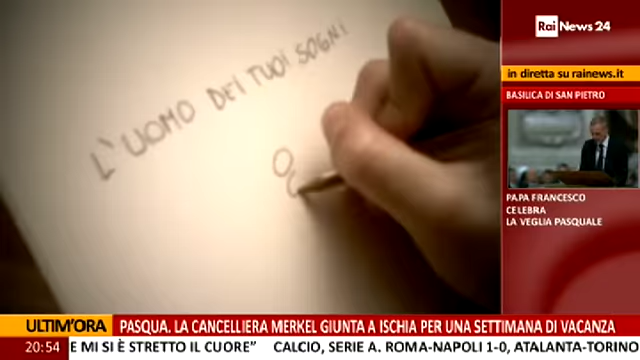 L'UOMO DEI TUOI SOGNI
Rai News 24
in diretta su rainews.it
BASILICA DI SAN PIETRO
PAPA FRANCESCO
CELEBRA
LA VEGLIA PASQUALE
ULTIM'ORA
PASQUA. LA CANCELLIERA MERKEL GIUNTA A ISCHIA PER UNA SETTIMANA DI VACANZA
20:54
E MI SI È STRETTO IL CUORE" CALCIO, SERIE A. ROMA-NAPOLI 1-0, ATALANTA-TORINO